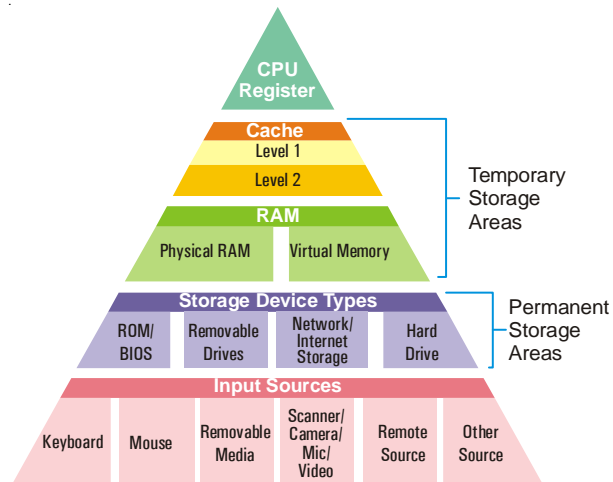 CPU
Register
Cache
Level 1
Level 2
Temporary
Storage
Areas
RAM
Physical RAM
Virtual Memory
Storage Device Types
ROM/
BIOS
Removable
Drives
Network/
Internet
Storage
Hard
Drive
Permanent
Storage
Areas
Input Sources
Keyboard
Mouse
Removable
Media
Scanner/
Camera/
Mic/
Video
Remote
Source
Other
Source